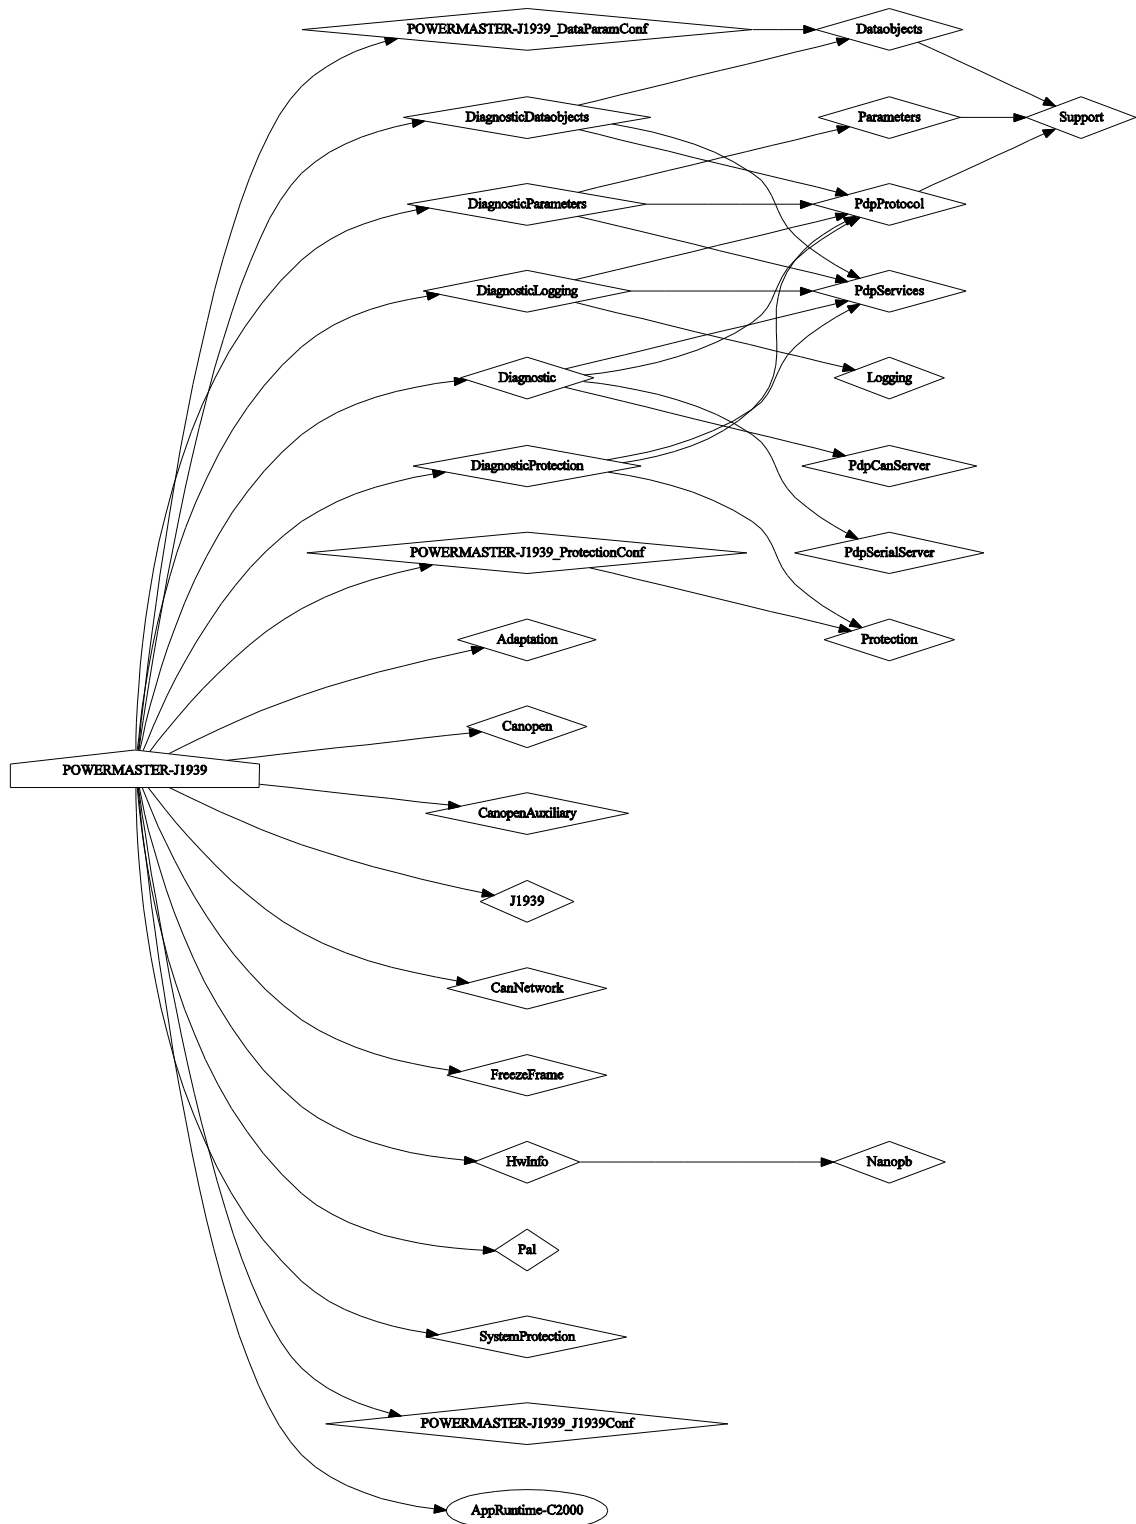 POWERMASTER-J1939_DataParamConf
Dataobjects
DiagnosticDataobjects
Parameters
Support
DiagnosticParameters
PdpProtocol
DiagnosticLogging
PdpServices
Diagnostic
Logging
DiagnosticProtection
PdpCanServer
POWERMASTER-J1939_ProtectionConf
PdpSerialServer
Adaptation
Protection
Canopen
POWERMASTER-J1939
CanopenAuxiliary
J1939
CanNetwork
FreezeFrame
HwInfo
Nanopb
Pal
SystemProtection
POWERMASTER-J1939_J1939Conf
AppRuntime-C2000